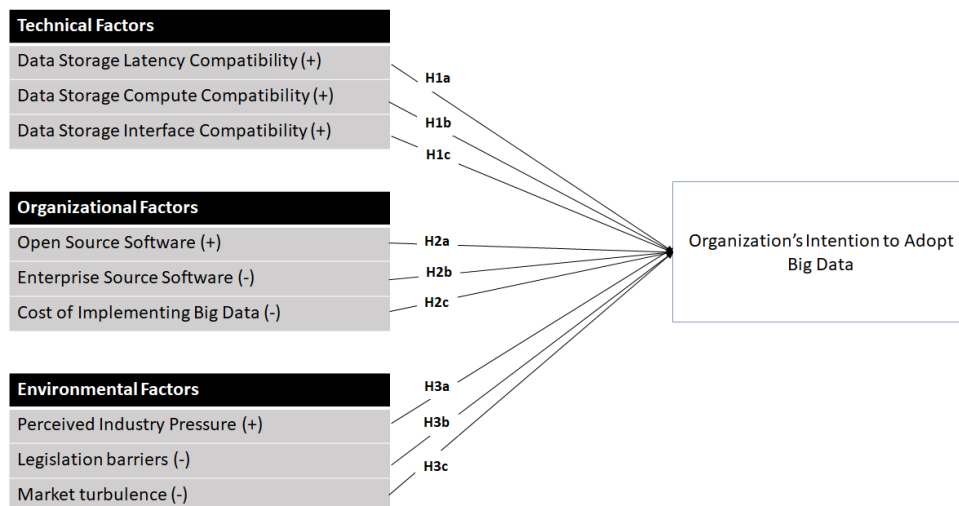 Technical Factors
Data Storage Latency Compatibility (+)
Data Storage Compute Compatibility (+)
Data Storage Interface Compatibility (+)
H1a
H1b
H1c
Organizational Factors
Open Source Software (+)
Enterprise Source Software (-)
Cost of Implementing Big Data (-)
H2a
H2b
H2c
Organization’s Intention to Adopt
Big Data
Environmental Factors
Perceived Industry Pressure (+)
Legislation barriers (-)
Market turbulence (-)
H3a
H3b
H3c